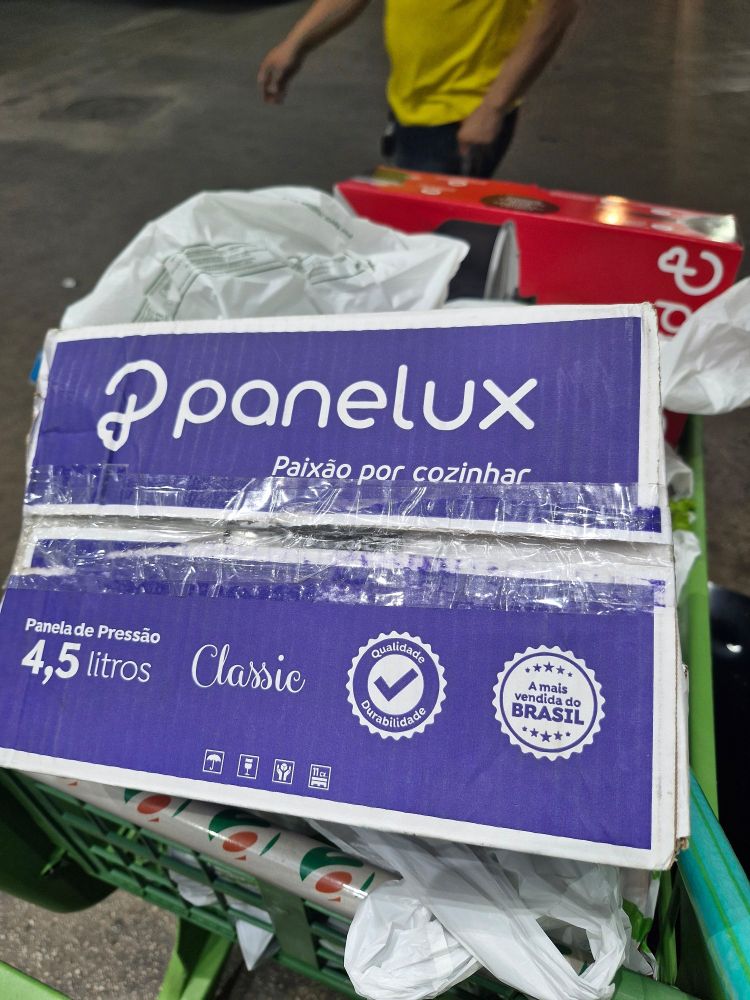 panelux
Paixão por cozinhar
Panela de Pressão
4,5 litros
Classic
Qualidade
Durabilidade
A mais
vendida do
BRASIL